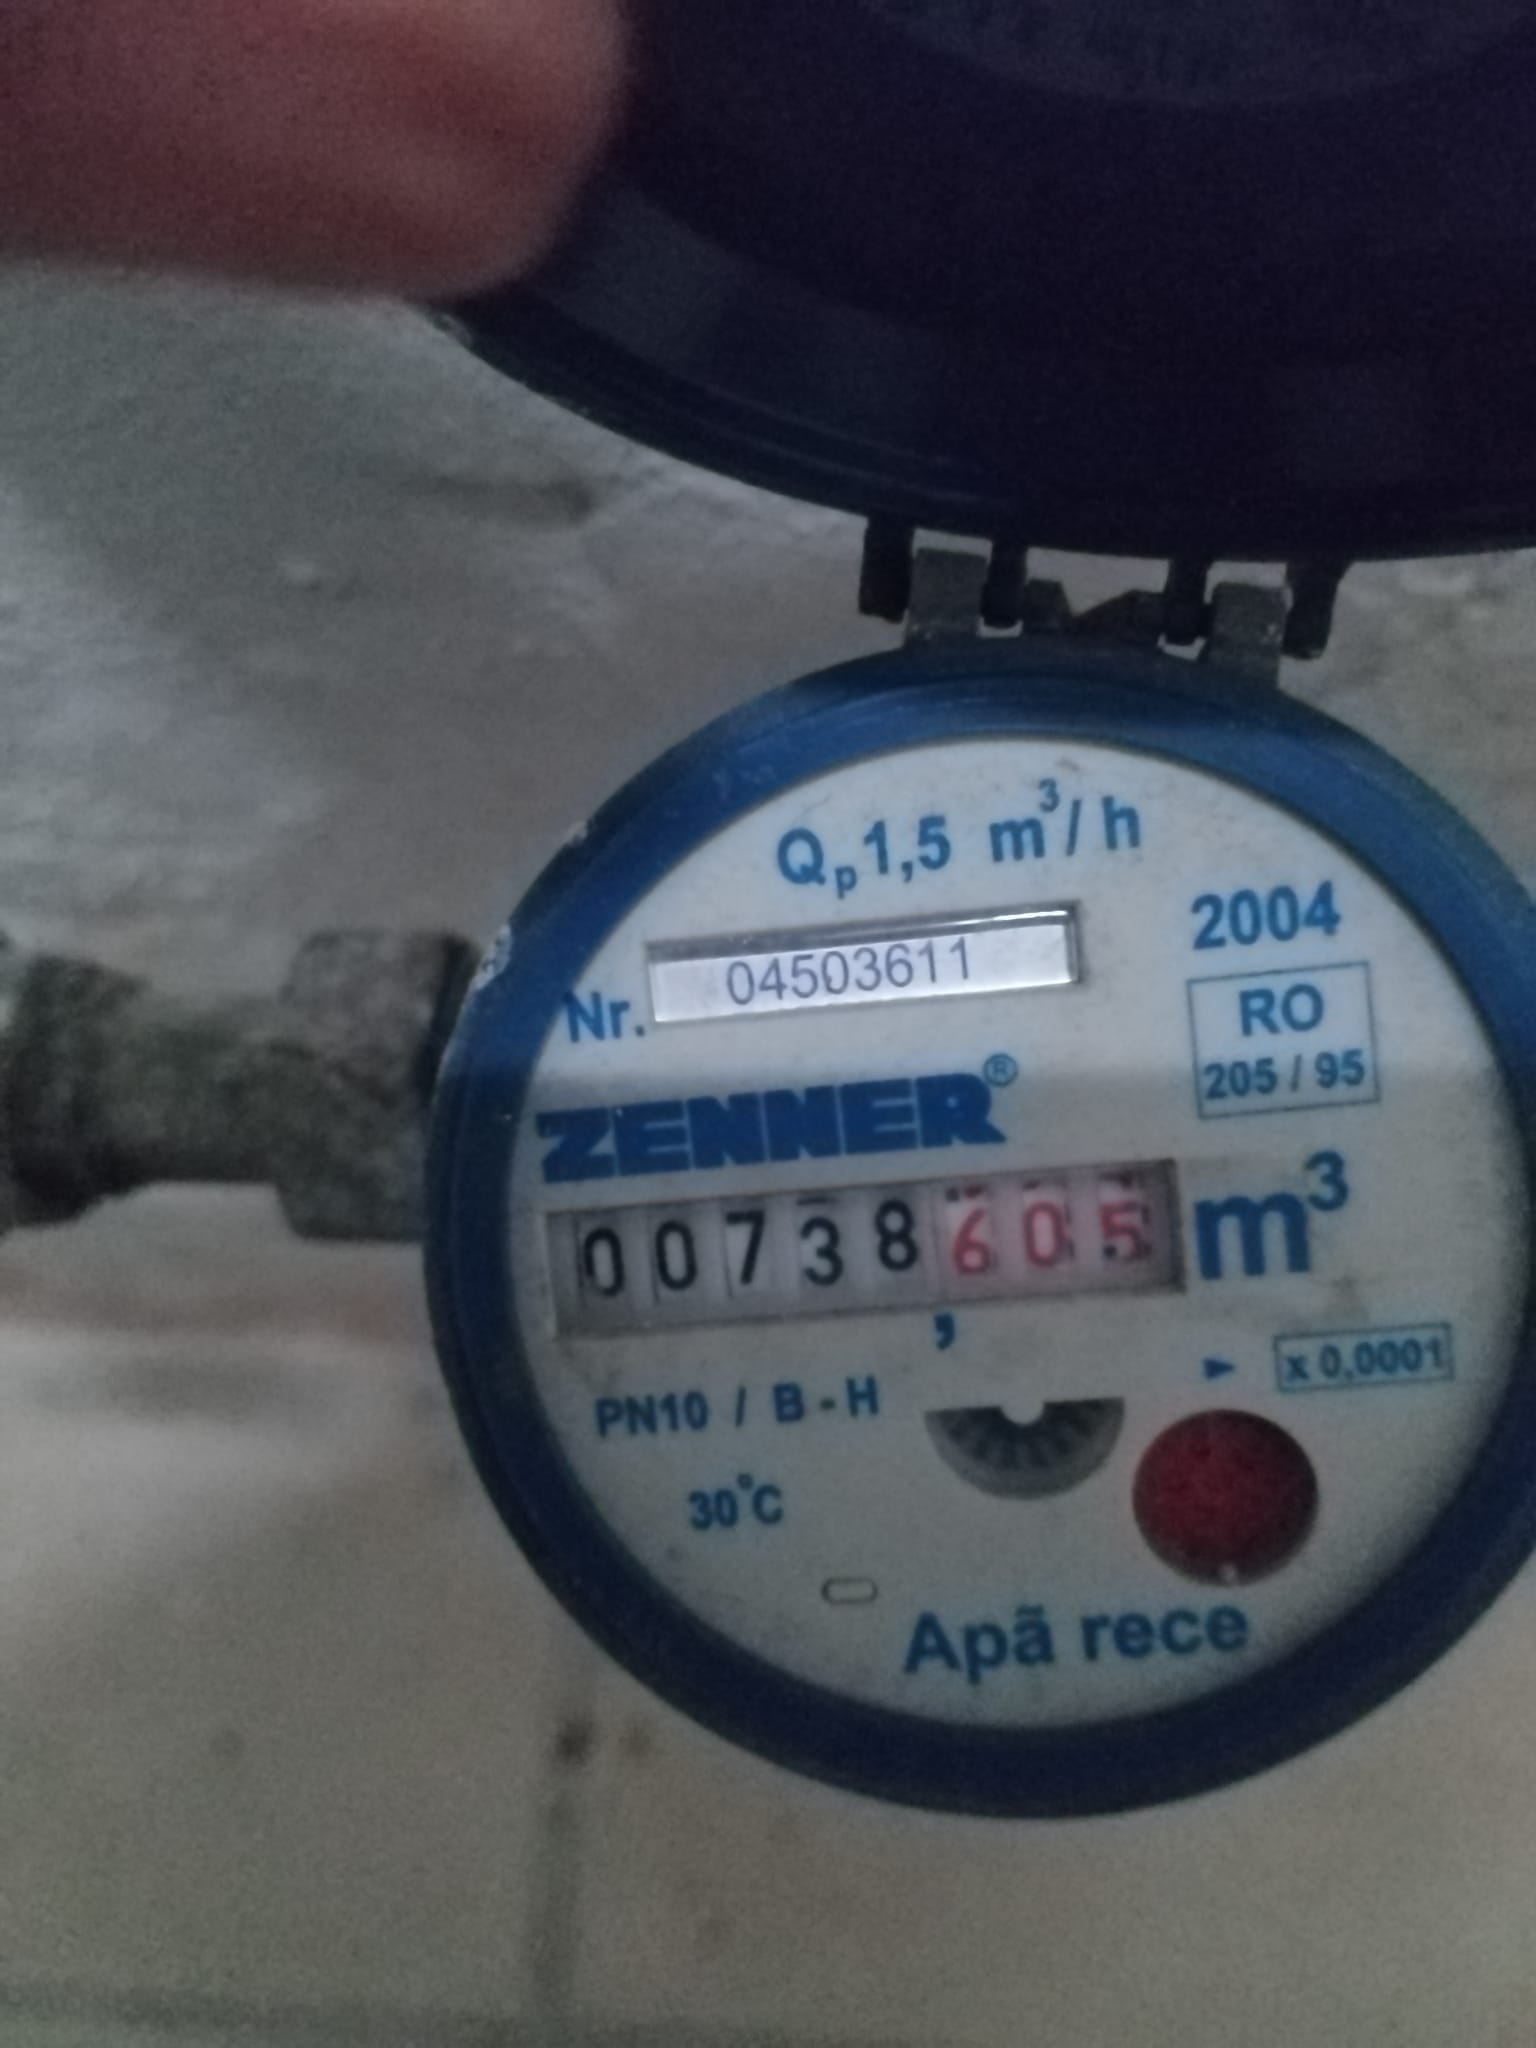 Qp 1,5 m³/h
2004
Nr. 04503611
RO
205 / 95
ZENNER®
00738605 m³
,
x 0,0001
PN10 / B - H
30°C
Apã rece